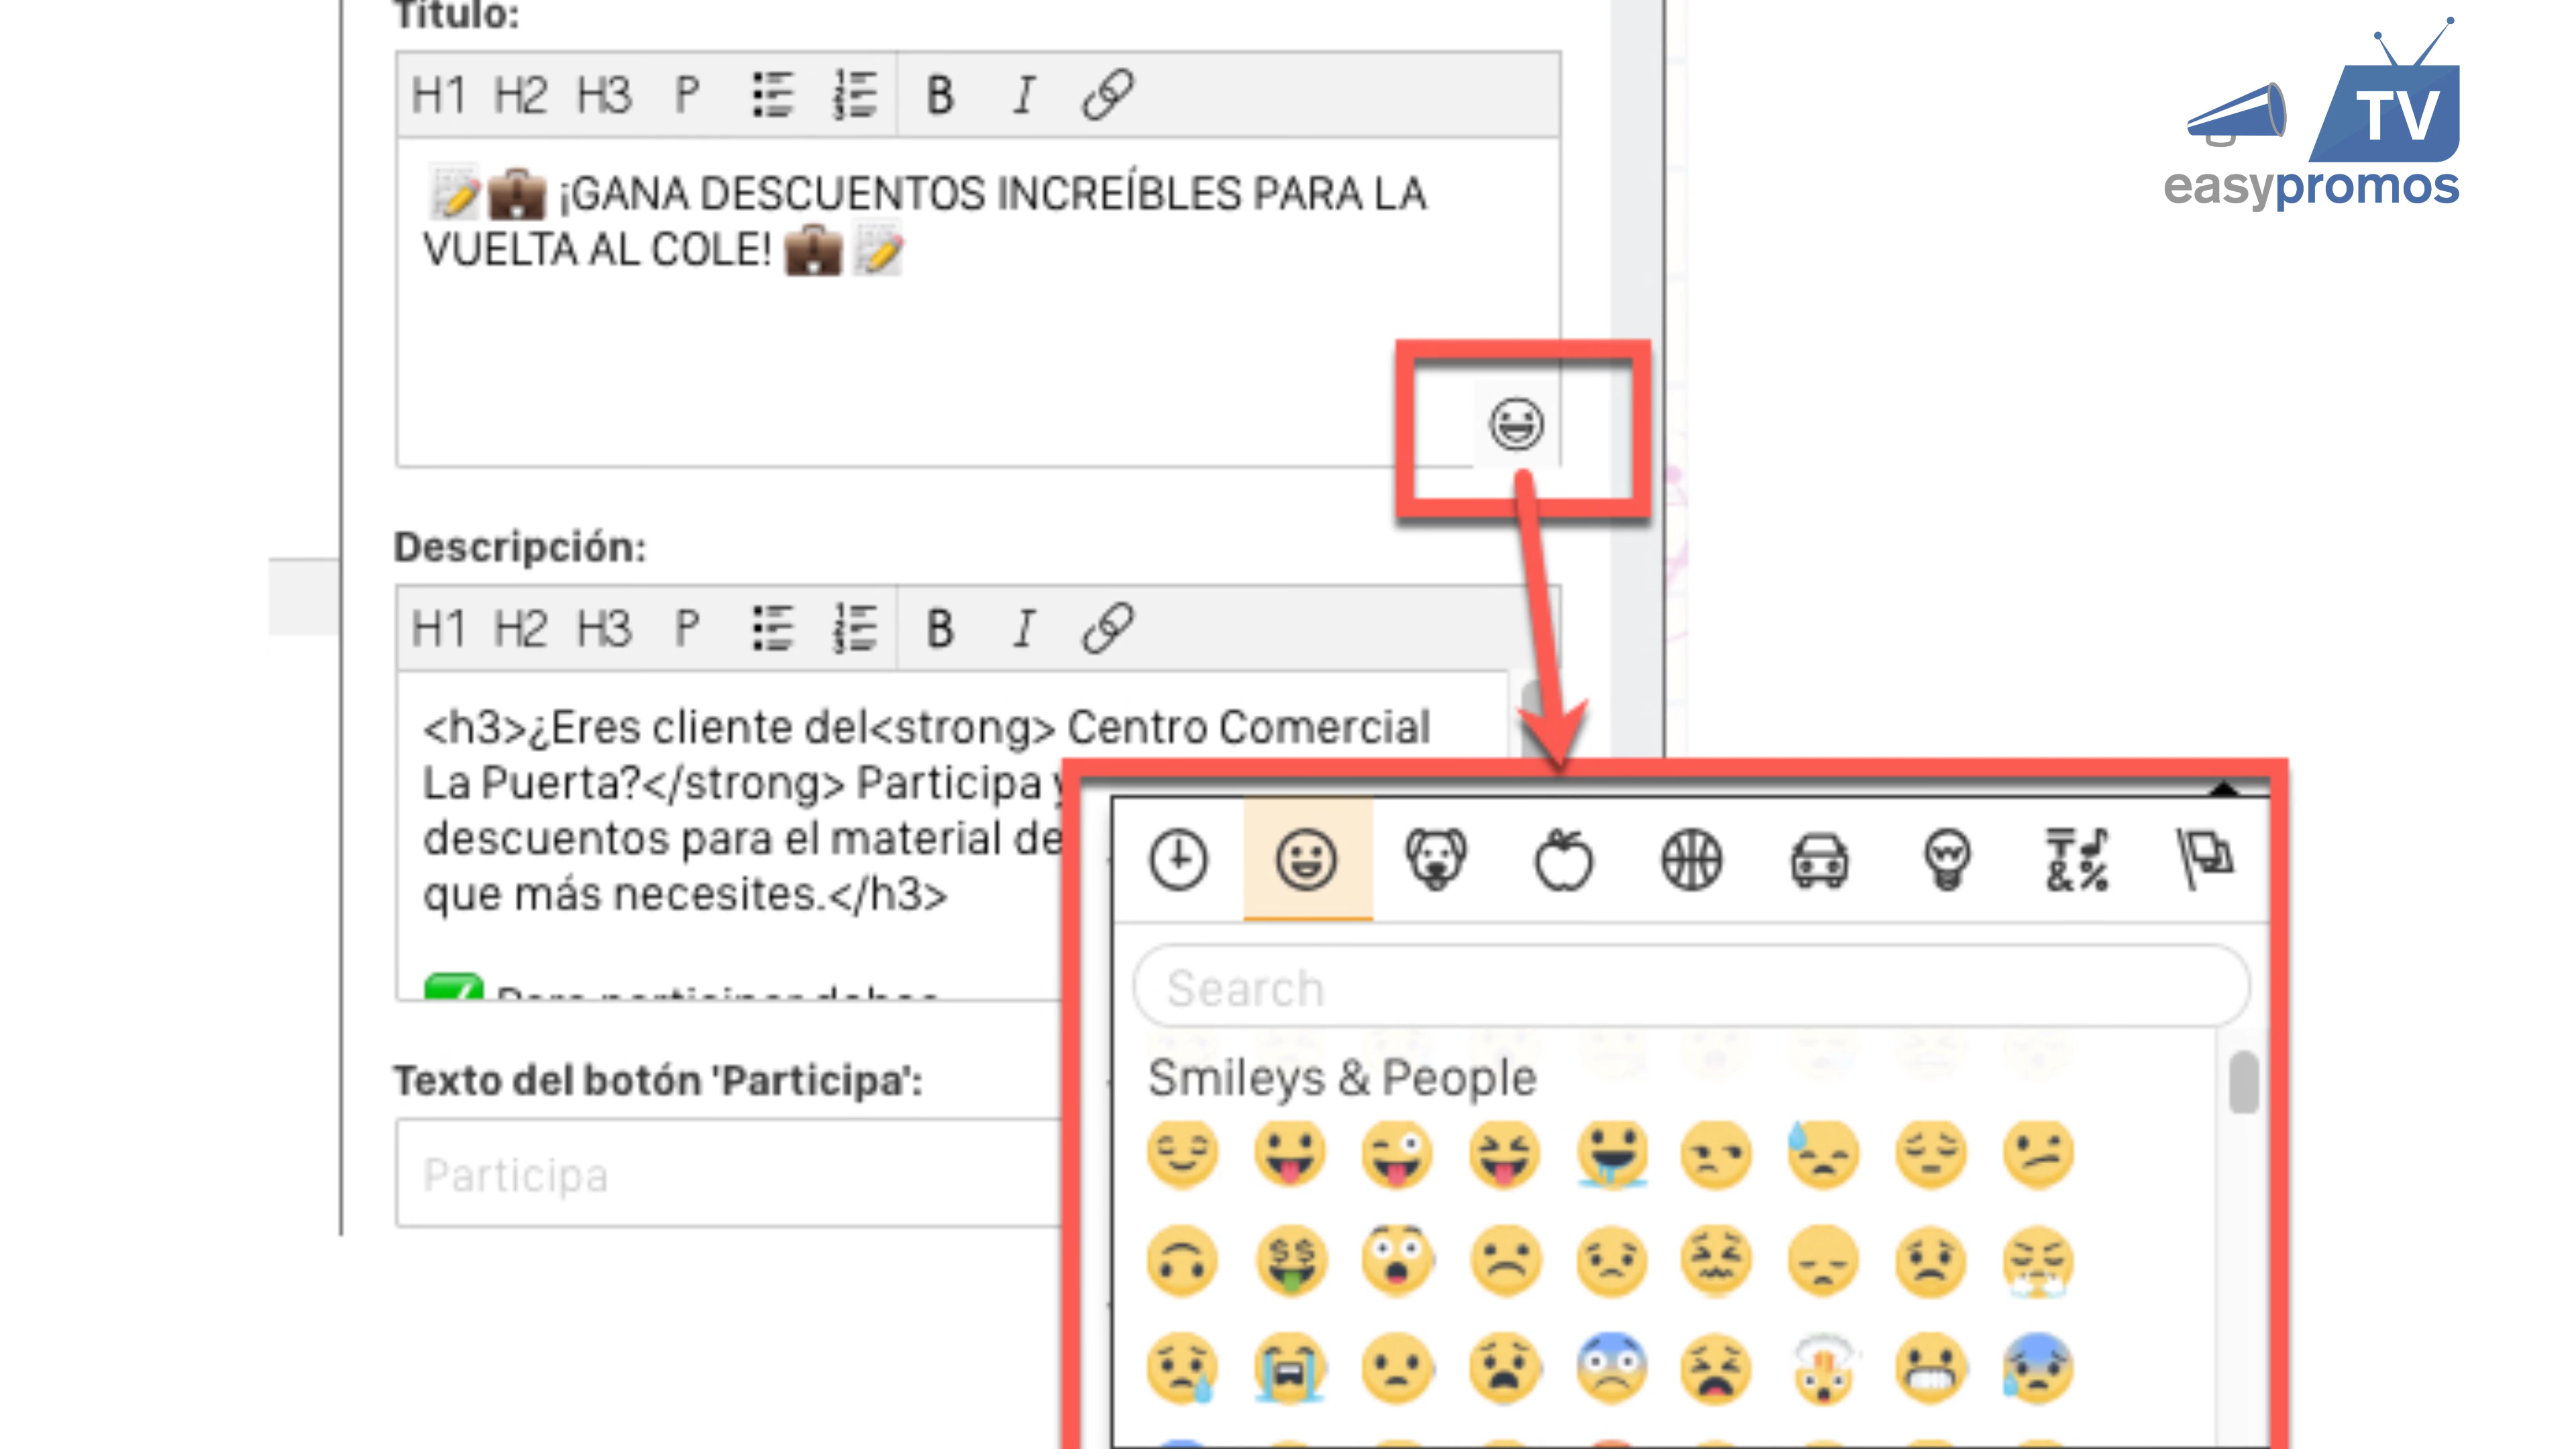 Título:
H1 H2 H3 P B I
TV
easypromos
📝💼 ¡GANA DESCUENTOS INCREÍBLES PARA LA
VUELTA AL COLE! 💼📝
Descripción:
H1 H2 H3 P B I
<h3>¿Eres cliente del<strong> Centro Comercial
La Puerta?</strong> Participa y
descuentos para el material de
que más necesites.</h3>
Search
Smileys & People
Texto del botón 'Participa':
Participa